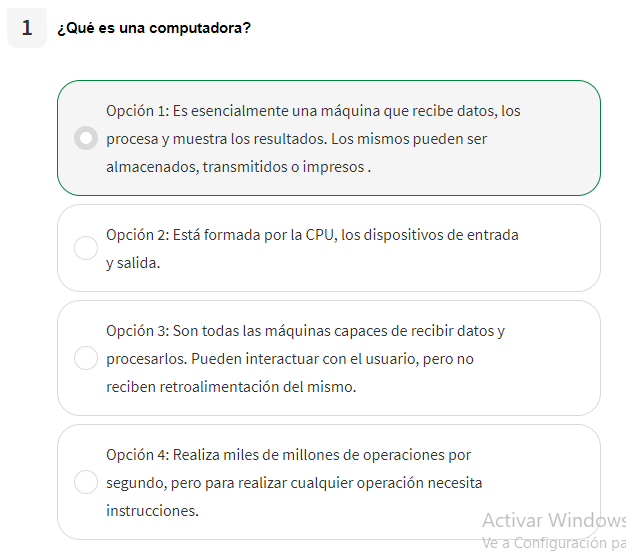 1 ¿Qué es una computadora?
Opción 1: Es esencialmente una máquina que recibe datos, los
procesa y muestra los resultados. Los mismos pueden ser
almacenados, transmitidos o impresos .
Opción 2: Está formada por la CPU, los dispositivos de entrada
y salida.
Opción 3: Son todas las máquinas capaces de recibir datos y
procesarlos. Pueden interactuar con el usuario, pero no
reciben retroalimentación del mismo.
Opción 4: Realiza miles de millones de operaciones por
segundo, pero para realizar cualquier operación necesita
instrucciones.
Activar Windows
Ve a Configuración pa